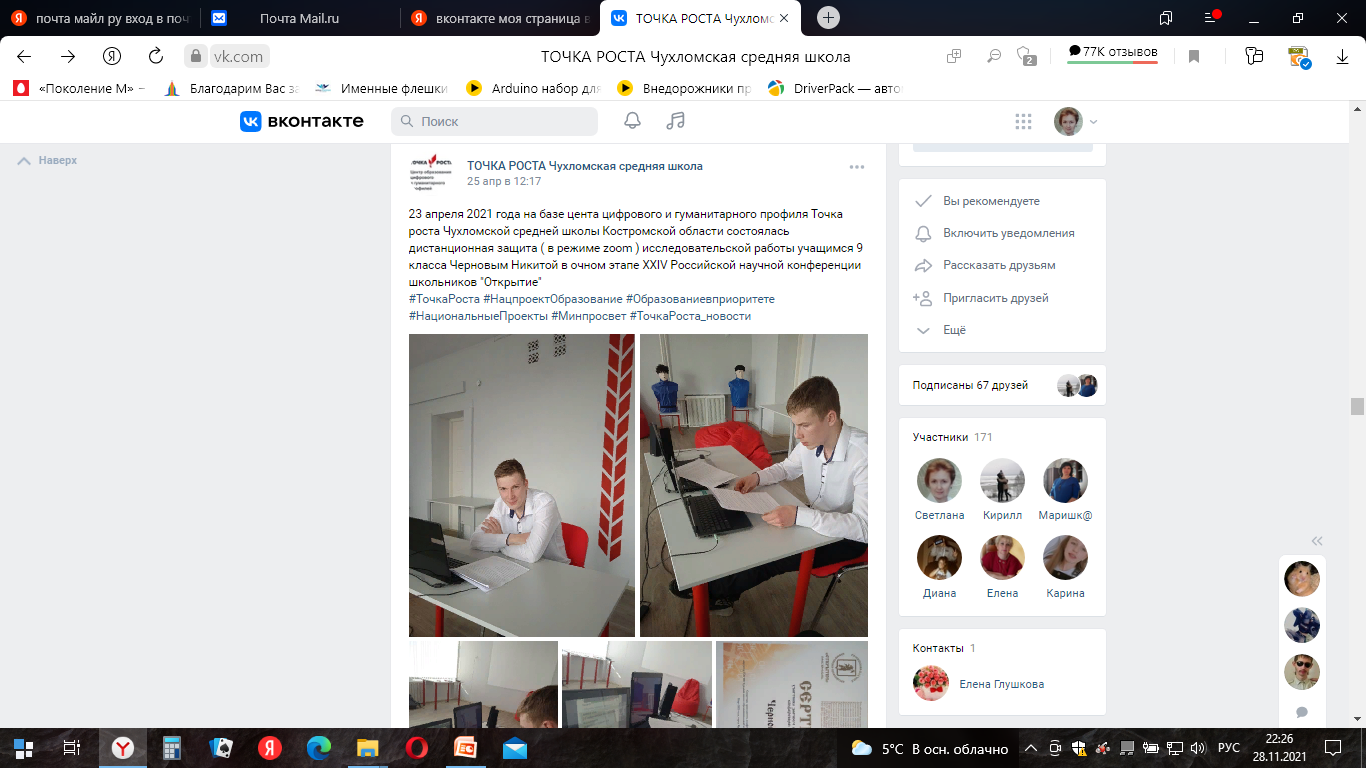 почта майл ру вход в поч
Почта Mail.ru
вконтакте моя страница в
ТОЧКА РОСТА Чухломс
vk.com
ТОЧКА РОСТА Чухломская средняя школа
2
77К отзывов
«Поколение М» –
Благодарим Вас за
Именные флешки
Arduino набор для
Внедорожники пр
DriverPack — авто
вконтакте
Поиск
Наверх
ТОЧКА РОСТА Чухломская средняя школа
25 апр в 12:17
23 апреля 2021 года на базе цента цифрового и гуманитарного профиля Точка
роста Чухломской средней школы Костромской области состоялась
дистанционная защита ( в режиме zoom ) исследовательской работы учащимся 9
класса Черновым Никитой в очном этапе XXIV Российской научной конференции
школьников "Открытие"
#ТочкаРоста #НацпроектОбразование #Образованиевприоритете
#НациональныеПроекты #Минпросвет #ТочкаРоста_новости
Вы рекомендуете
Включить уведомления
Рассказать друзьям
Пригласить друзей
Ещё
Подписаны 67 друзей
Участники 171
Светлана
Кирилл
Маришк@
Диана
Елена
Карина
Контакты 1
Елена Глушкова
5°C В осн. облачно
РУС
22:26
28.11.2021